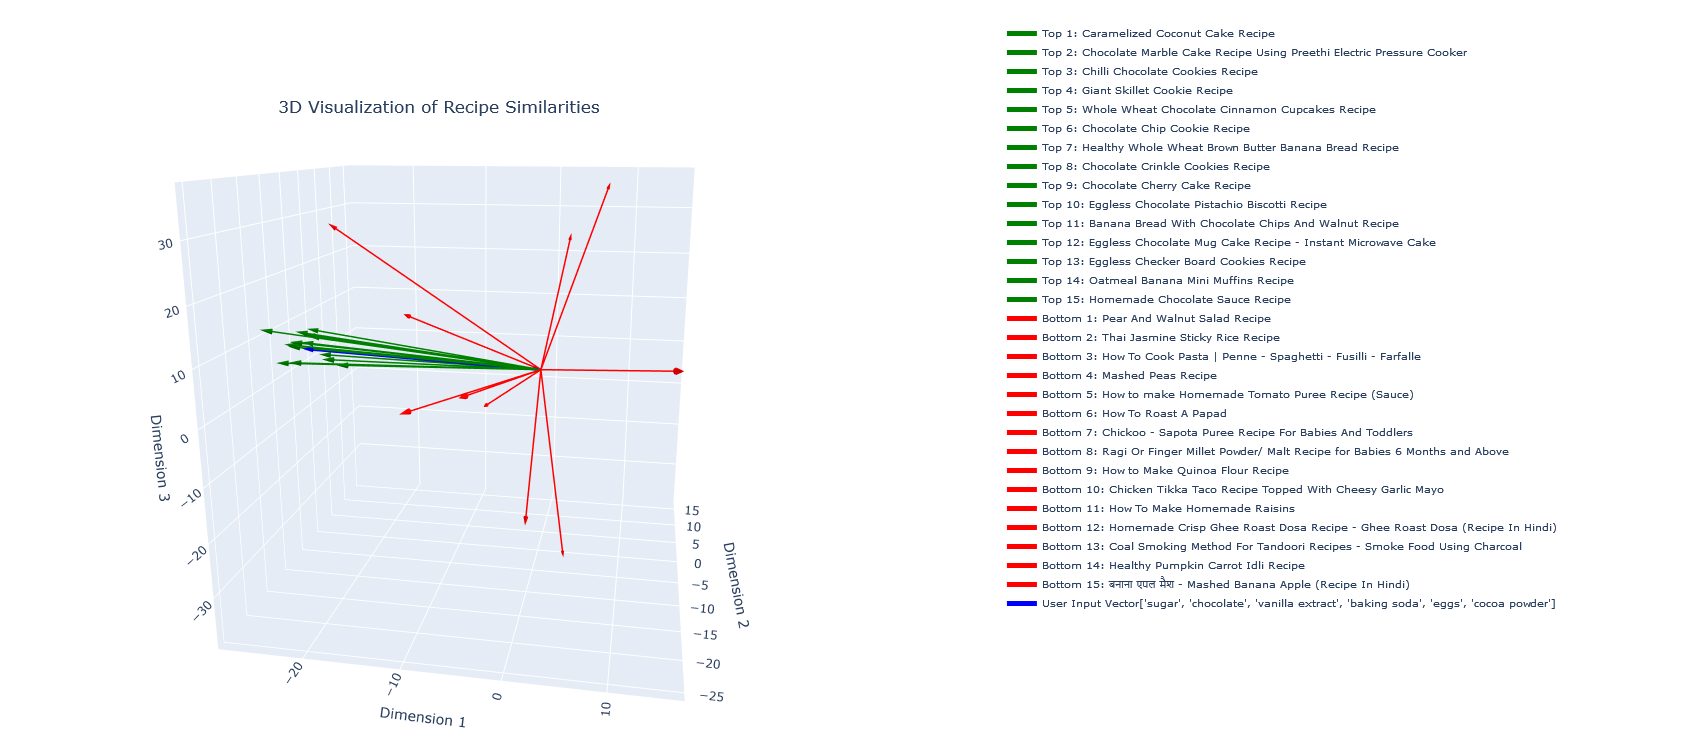 3D Visualization of Recipe Similarities
30
20
10
0
−10
−20
−30
Dimension 3
−20
−10
0
10
Dimension 1
15
10
5
0
−5
−10
−15
−20
−25
Dimension 2
Top 1: Caramelized Coconut Cake Recipe
Top 2: Chocolate Marble Cake Recipe Using Preethi Electric Pressure Cooker
Top 3: Chilli Chocolate Cookies Recipe
Top 4: Giant Skillet Cookie Recipe
Top 5: Whole Wheat Chocolate Cinnamon Cupcakes Recipe
Top 6: Chocolate Chip Cookie Recipe
Top 7: Healthy Whole Wheat Brown Butter Banana Bread Recipe
Top 8: Chocolate Crinkle Cookies Recipe
Top 9: Chocolate Cherry Cake Recipe
Top 10: Eggless Chocolate Pistachio Biscotti Recipe
Top 11: Banana Bread With Chocolate Chips And Walnut Recipe
Top 12: Eggless Chocolate Mug Cake Recipe - Instant Microwave Cake
Top 13: Eggless Checker Board Cookies Recipe
Top 14: Oatmeal Banana Mini Muffins Recipe
Top 15: Homemade Chocolate Sauce Recipe
Bottom 1: Pear And Walnut Salad Recipe
Bottom 2: Thai Jasmine Sticky Rice Recipe
Bottom 3: How To Cook Pasta | Penne - Spaghetti - Fusilli - Farfalle
Bottom 4: Mashed Peas Recipe
Bottom 5: How to make Homemade Tomato Puree Recipe (Sauce)
Bottom 6: How To Roast A Papad
Bottom 7: Chickoo - Sapota Puree Recipe For Babies And Toddlers
Bottom 8: Ragi Or Finger Millet Powder/ Malt Recipe for Babies 6 Months and Above
Bottom 9: How to Make Quinoa Flour Recipe
Bottom 10: Chicken Tikka Taco Recipe Topped With Cheesy Garlic Mayo
Bottom 11: How To Make Homemade Raisins
Bottom 12: Homemade Crisp Ghee Roast Dosa Recipe - Ghee Roast Dosa (Recipe In Hindi)
Bottom 13: Coal Smoking Method For Tandoori Recipes - Smoke Food Using Charcoal
Bottom 14: Healthy Pumpkin Carrot Idli Recipe
Bottom 15: बनाना एपल मैश - Mashed Banana Apple (Recipe In Hindi)
User Input Vector['sugar', 'chocolate', 'vanilla extract', 'baking soda', 'eggs', 'cocoa powder']